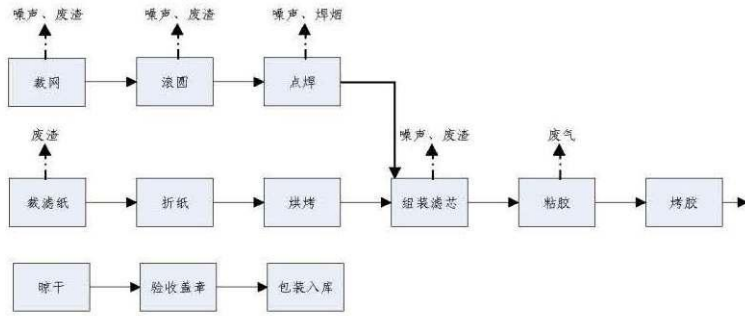 噪声、废渣
噪声、废渣
噪声、焊烟
裁网
滚圆
点焊
废渣
噪声、废渣
废气
裁滤纸
折纸
烘烤
组装滤芯
粘胶
烤胶
晾干
验收盖章
包装入库